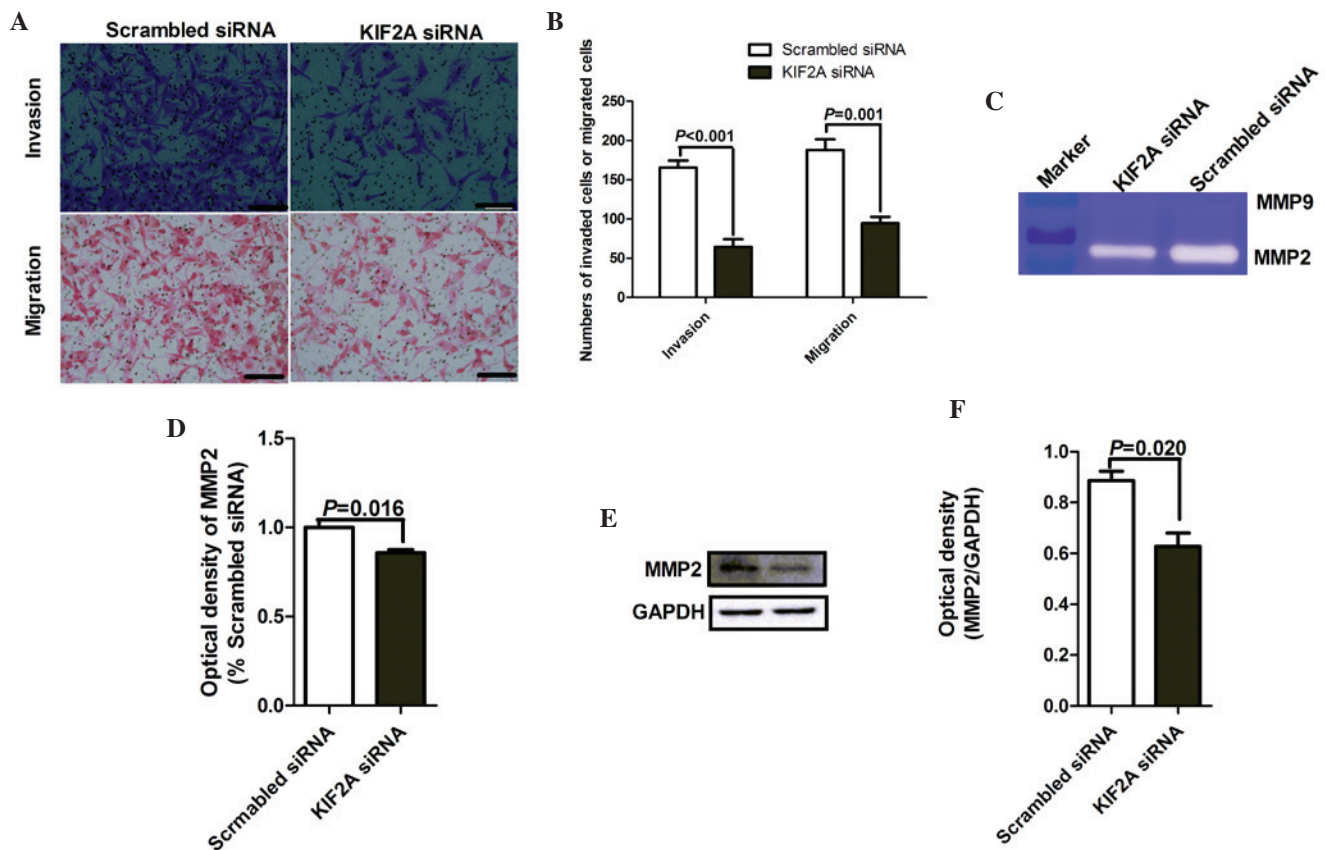 A
Scrambled siRNA
KIF2A siRNA
Invasion
Migration
B
Scrambled siRNA
KIF2A siRNA
Numbers of invaded cells or migrated cells
250
200
150
100
50
0
P<0.001
P=0.001
Invasion
Migration
C
Marker
KIF2A siRNA
Scrambled siRNA
MMP9
MMP2
D
Optical density of MMP2
(% Scrambled siRNA)
1.5
1.0
0.5
0.0
P=0.016
Scrmabled siRNA
KIF2A siRNA
E
MMP2
GAPDH
F
Optical density
(MMP2/GAPDH)
1.0
0.8
0.6
0.4
0.2
0.0
P=0.020
Scrambled siRNA
KIF2A siRNA